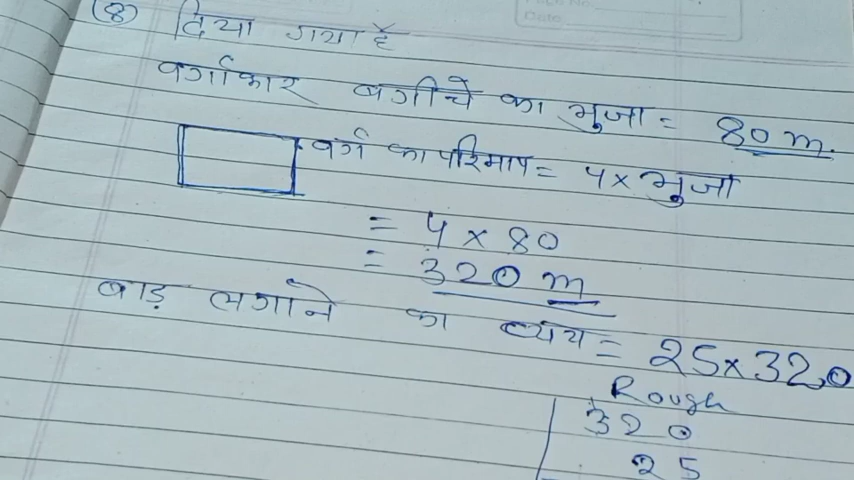 (8) दिया गया है
वर्गाकार बगीचे का भुजा = 80 m.
वर्ग का परिमाप = 4 x भुजा
= 4 x 80
= 320 m
बाड़ लगाने का व्यय = 25 x 320
Rough
320
25